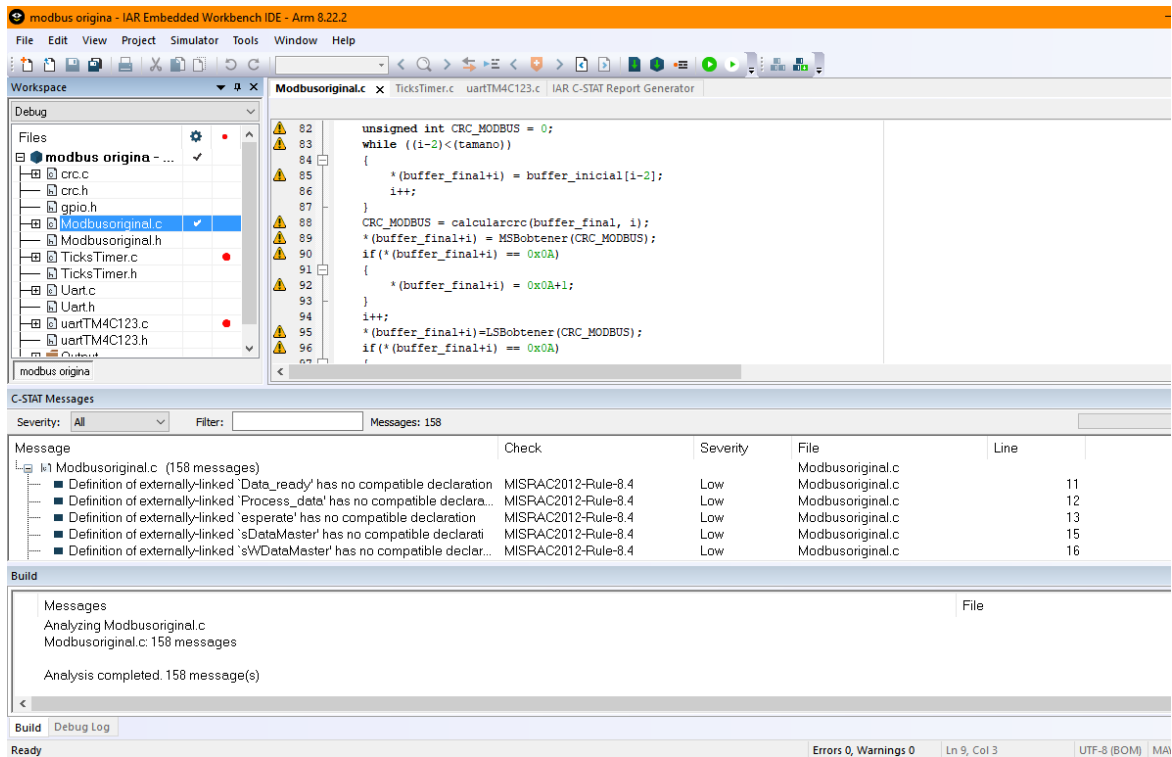 modbus origina - IAR Embedded Workbench IDE - Arm 8.22.2
File Edit View Project Simulator Tools Window Help
Workspace
Modbusoriginal.c TicksTimer.c uartTM4C123.c IAR C-STAT Report Generator
Debug
Files
modbus origina - ...
crc.c
crc.h
gpio.h
Modbusoriginal.c
Modbusoriginal.h
TicksTimer.c
TicksTimer.h
Uart.c
Uart.h
uartTM4C123.c
uartTM4C123.h
Output
modbus origina
82 unsigned int CRC_MODBUS = 0;
83 while ((i-2)<(tamano))
84 {
85 *(buffer_final+i) = buffer_inicial[i-2];
86 i++;
87 }
88 CRC_MODBUS = calcularcrc(buffer_final, i);
89 *(buffer_final+i) = MSBobtener(CRC_MODBUS);
90 if(*(buffer_final+i) == 0x0A)
91 {
92 *(buffer_final+i) = 0x0A+1;
93 }
94 i++;
95 *(buffer_final+i)=LSBobtener(CRC_MODBUS);
96 if(*(buffer_final+i) == 0x0A)
97 {
C-STAT Messages
Severity: All Filter: Messages: 158
Message Check Severity File Line
Modbusoriginal.c (158 messages) Modbusoriginal.c
Definition of externally-linked `Data_ready' has no compatible declaration MISRAC2012-Rule-8.4 Low Modbusoriginal.c 11
Definition of externally-linked `Process_data' has no compatible declara... MISRAC2012-Rule-8.4 Low Modbusoriginal.c 12
Definition of externally-linked `esperate' has no compatible declaration MISRAC2012-Rule-8.4 Low Modbusoriginal.c 13
Definition of externally-linked `sDataMaster' has no compatible declarati MISRAC2012-Rule-8.4 Low Modbusoriginal.c 15
Definition of externally-linked `sWDataMaster' has no compatible declar... MISRAC2012-Rule-8.4 Low Modbusoriginal.c 16
Build
Messages File
Analyzing Modbusoriginal.c
Modbusoriginal.c: 158 messages
Analysis completed. 158 message(s)
Build Debug Log
Ready Errors 0, Warnings 0 Ln 9, Col 3 UTF-8 (BOM)